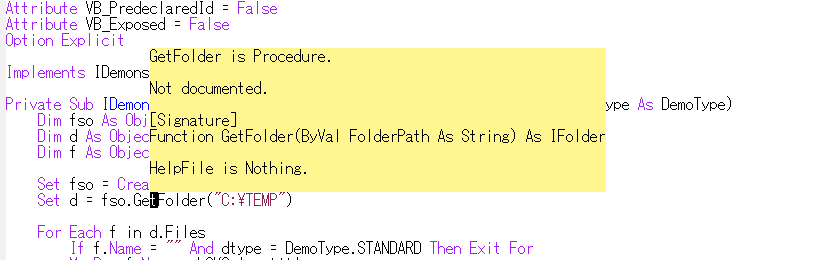 Attribute VB_PredeclaredId = False
Attribute VB_Exposed = False
Option Explicit
GetFolder is Procedure.
Implements IDemons
Not documented.
Private Sub IDemon
ype As DemoType)
[Signature]
Dim fso As Obj
Function GetFolder(ByVal FolderPath As String) As IFolder
Dim d As Objec
Dim f As Objec
HelpFile is Nothing.
Set fso = Crea
Set d = fso.GetFolder("C:¥TEMP")
For Each f in d.Files
If f.Name = "" And dtype = DemoType.STANDARD Then Exit For